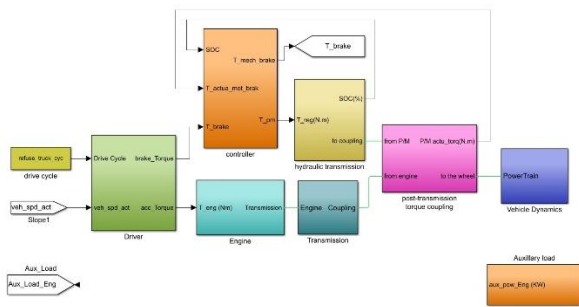 SOC
T_mech_brake
T_brake
T_actua_mot_brak
T_pm
T_brake
controller
T_reg(N.m)
SOC(%)
to coupling
hydraulic transmission
from P/M
P/M actu_torq(N.m)
from engine
to the wheel
post-transmission
torque coupling
PowerTrain
Vehicle Dynamics
refuse_truck_cyc
drive cycle
Drive Cycle
brake_Torque
veh_spd_act
acc_Torque
Driver
veh_spd_act
Slope1
T_eng (Nm)
Transmission
Engine
Engine
Coupling
Transmission
Aux_Load
Aux_Load_Eng
Auxillary load
aux_pow_Eng (KW)